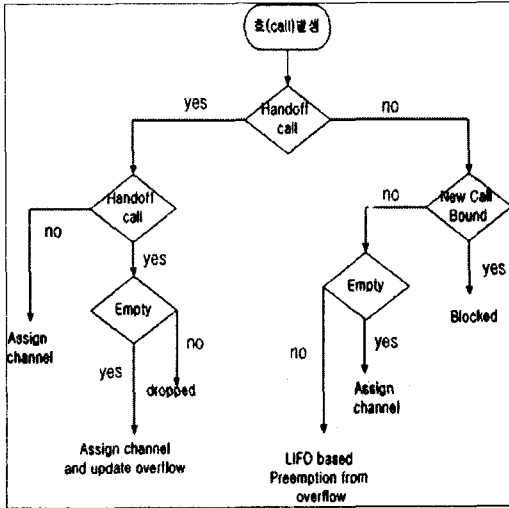 호(call)발생
yes
Handoff
call
no
Handoff
call
no
New Call
Bound
no
yes
Empty
Empty
yes
Blocked
Assign
channel
no
yes
dropped
no
yes
Assign
channel
Assign channel
and update overflow
LIFO based
Preemption from
overflow